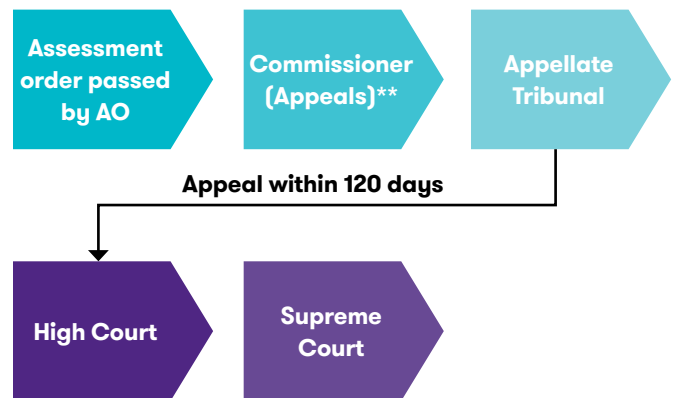 Assessment
order passed
by AO
Commissioner
(Appeals)**
Appellate
Tribunal
Appeal within 120 days
High Court
Supreme
Court